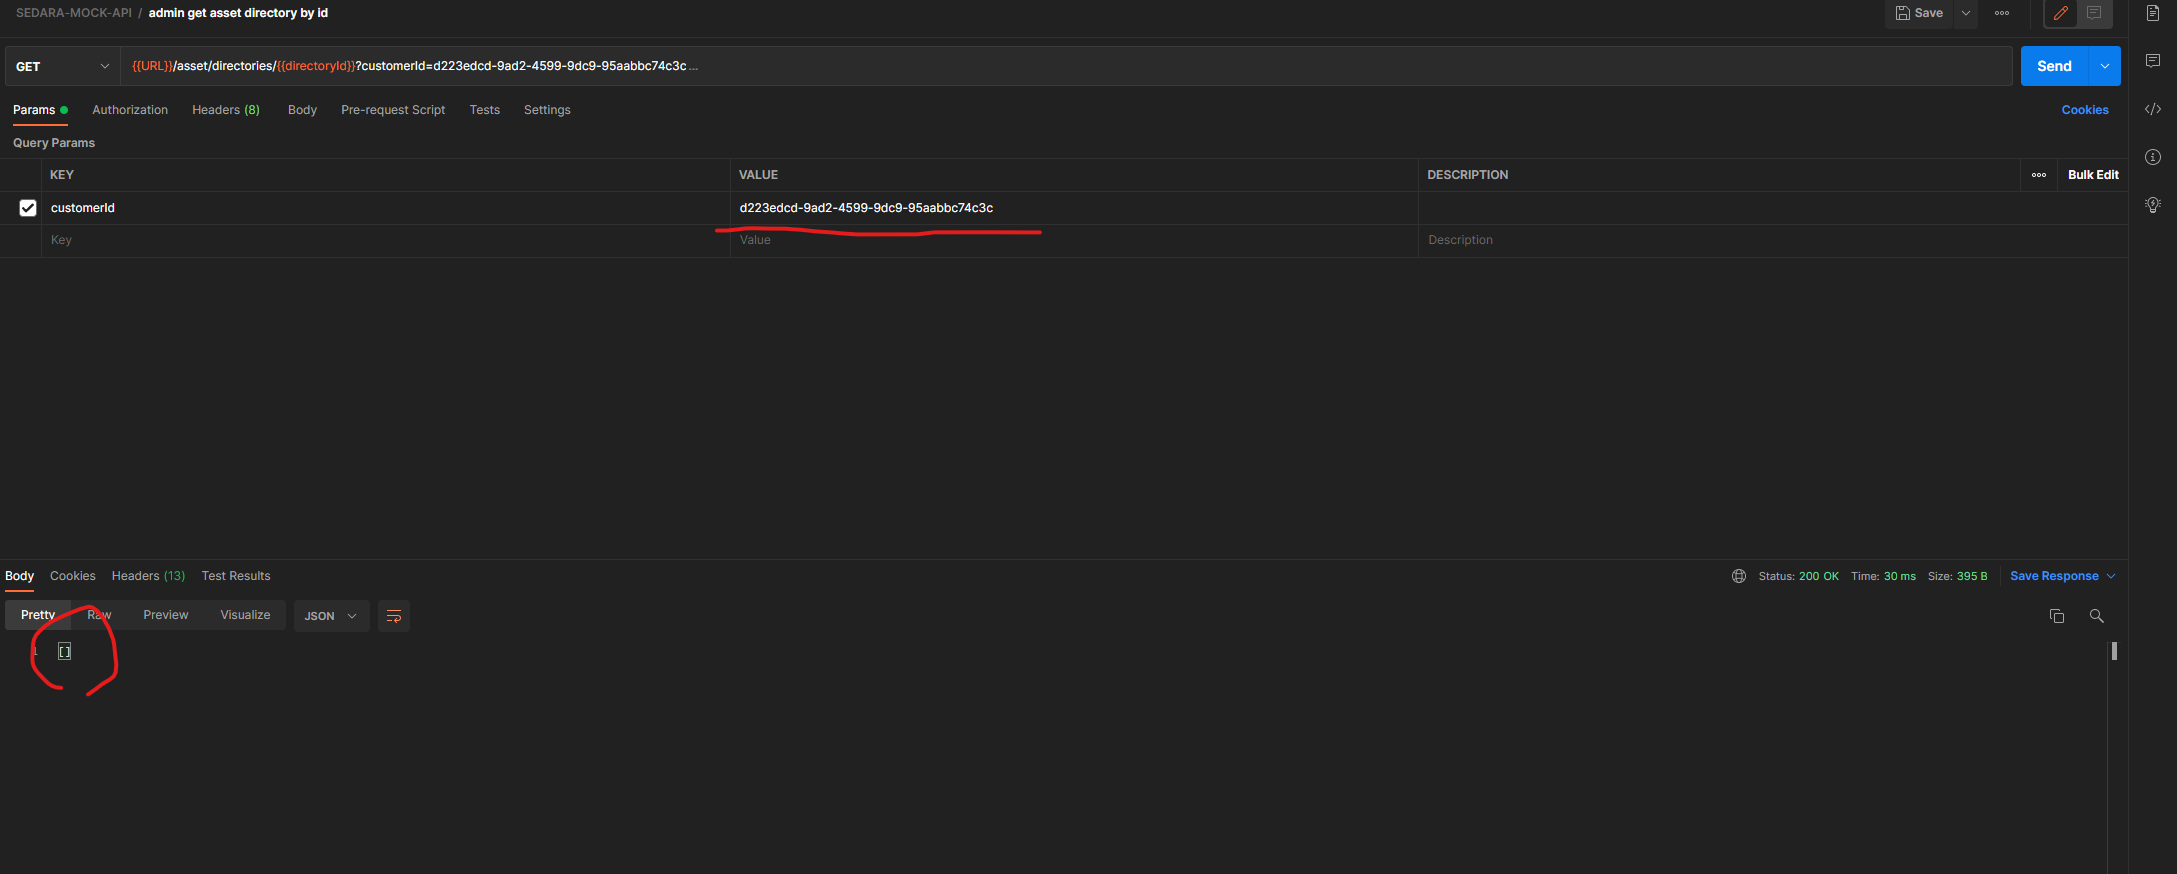 SEDARA-MOCK-API / admin get asset directory by id
Save
GET
{{URL}}/asset/directories/{{directoryId}}?customerId=d223edcd-9ad2-4599-9dc9-95aabbc74c3c...
Send
Params
Authorization
Headers (8)
Body
Pre-request Script
Tests
Settings
Cookies
Query Params
KEY
VALUE
DESCRIPTION
Bulk Edit
customerId
d223edcd-9ad2-4599-9dc9-95aabbc74c3c
Key
Value
Description
Body
Cookies
Headers (13)
Test Results
Status: 200 OK
Time: 30 ms
Size: 395 B
Save Response
Pretty
Raw
Preview
Visualize
JSON
1 []